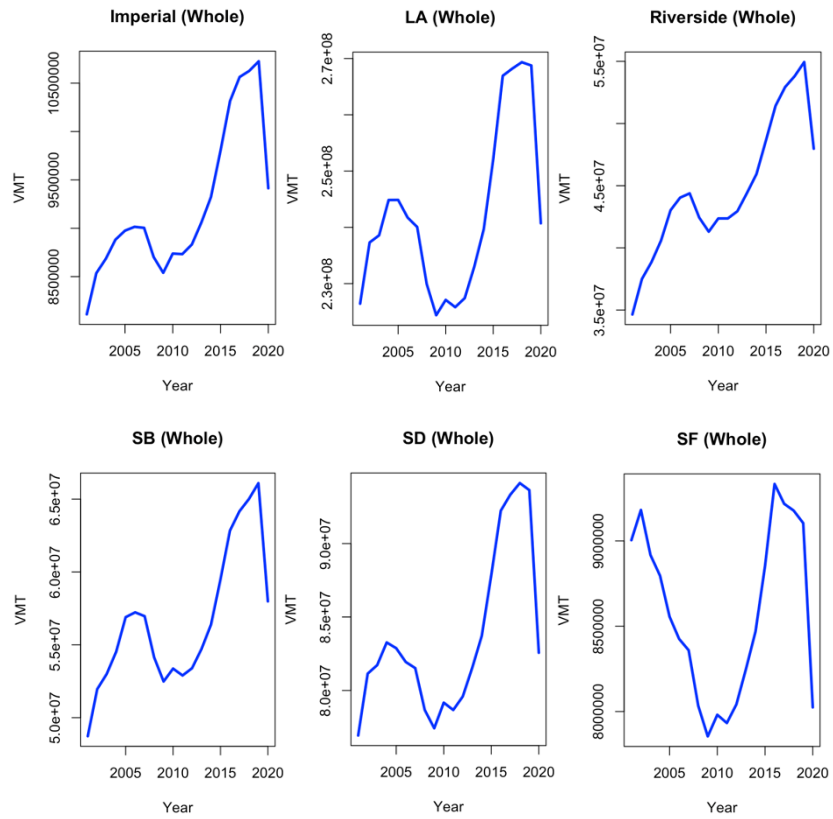 Imperial (Whole)
VMT
8500000
9500000
10500000
2005
2010
2015
2020
Year
LA (Whole)
VMT
2.3e+08
2.5e+08
2.7e+08
2005
2010
2015
2020
Year
Riverside (Whole)
VMT
3.5e+07
4.5e+07
5.5e+07
2005
2010
2015
2020
Year
SB (Whole)
VMT
5.0e+07
5.5e+07
6.0e+07
6.5e+07
2005
2010
2015
2020
Year
SD (Whole)
VMT
8.0e+07
8.5e+07
9.0e+07
2005
2010
2015
2020
Year
SF (Whole)
VMT
8000000
8500000
9000000
2005
2010
2015
2020
Year